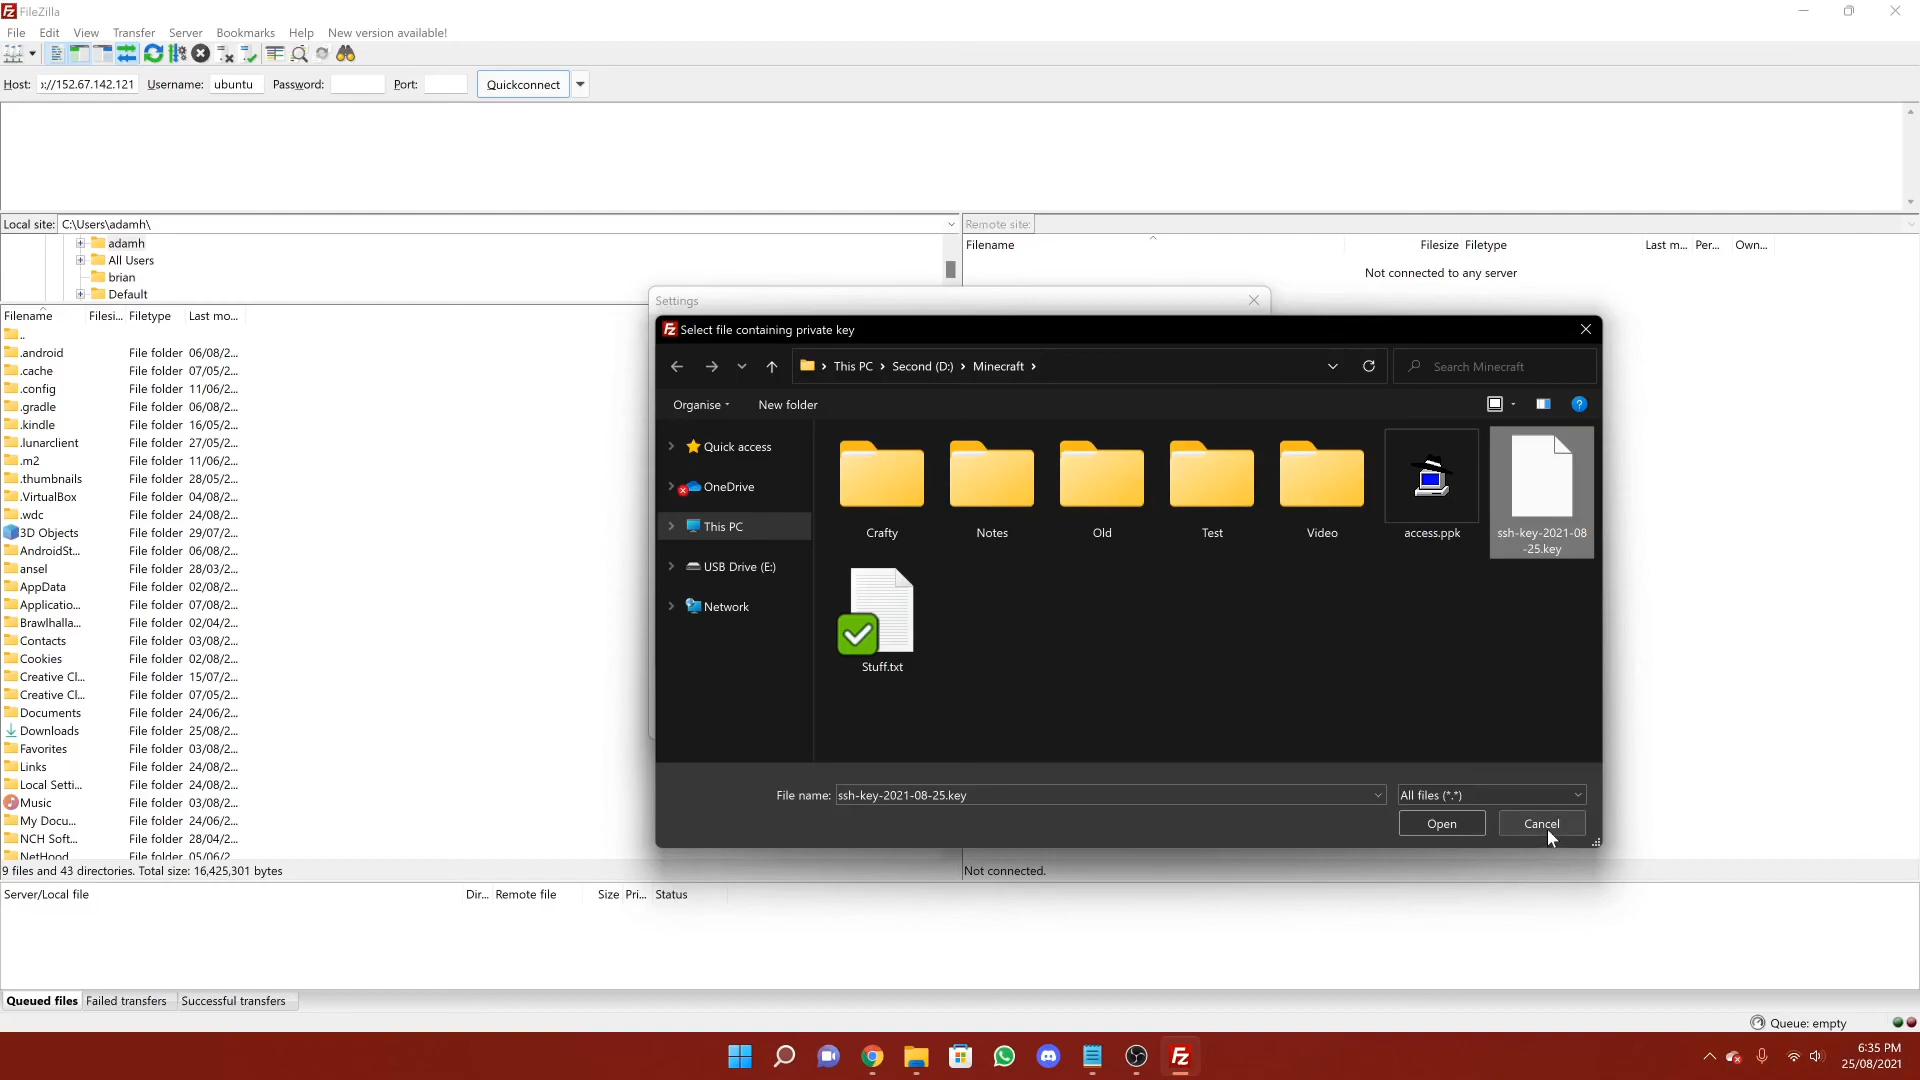 FileZilla
File Edit View Transfer Server Bookmarks Help New version available!
Host: ://152.67.142.121 Username: ubuntu Password: Port: Quickconnect
Local site: C:\Users\adamh\
Remote site:
adamh
All Users
brian
Default
Filename Filesize Filetype Last m... Per... Own...
Not connected to any server
Filename Filesi... Filetype Last mo...
..
.android File folder 06/08/2...
.cache File folder 07/05/2...
.config File folder 11/06/2...
.gradle File folder 06/08/2...
.kindle File folder 16/05/2...
.lunarclient File folder 27/05/2...
.m2 File folder 11/06/2...
.thumbnails File folder 28/05/2...
.VirtualBox File folder 04/08/2...
.wdc File folder 24/08/2...
3D Objects File folder 29/07/2...
AndroidSt... File folder 06/08/2...
ansel File folder 28/03/2...
AppData File folder 02/08/2...
Applicatio... File folder 07/08/2...
Brawlhalla... File folder 02/04/2...
Contacts File folder 03/08/2...
Cookies File folder 02/08/2...
Creative Cl... File folder 15/07/2...
Creative Cl... File folder 07/05/2...
Documents File folder 24/06/2...
Downloads File folder 25/08/2...
Favorites File folder 03/08/2...
Links File folder 24/08/2...
Local Setti... File folder 24/08/2...
Music File folder 03/08/2...
My Docu... File folder 24/06/2...
NCH Soft... File folder 28/04/2...
NetHood File folder 05/06/2...
9 files and 43 directories. Total size: 16,425,301 bytes
Not connected.
Settings
Select file containing private key
This PC › Second (D:) › Minecraft ›
Search Minecraft
Organise New folder
Quick access
OneDrive
This PC
USB Drive (E:)
Network
Crafty Notes Old Test Video access.ppk ssh-key-2021-08
-25.key
Stuff.txt
File name: ssh-key-2021-08-25.key All files (*.*)
Open Cancel
Server/Local file Dir... Remote file Size Pri... Status
Queued files Failed transfers Successful transfers
Queue: empty
6:35 PM
25/08/2021